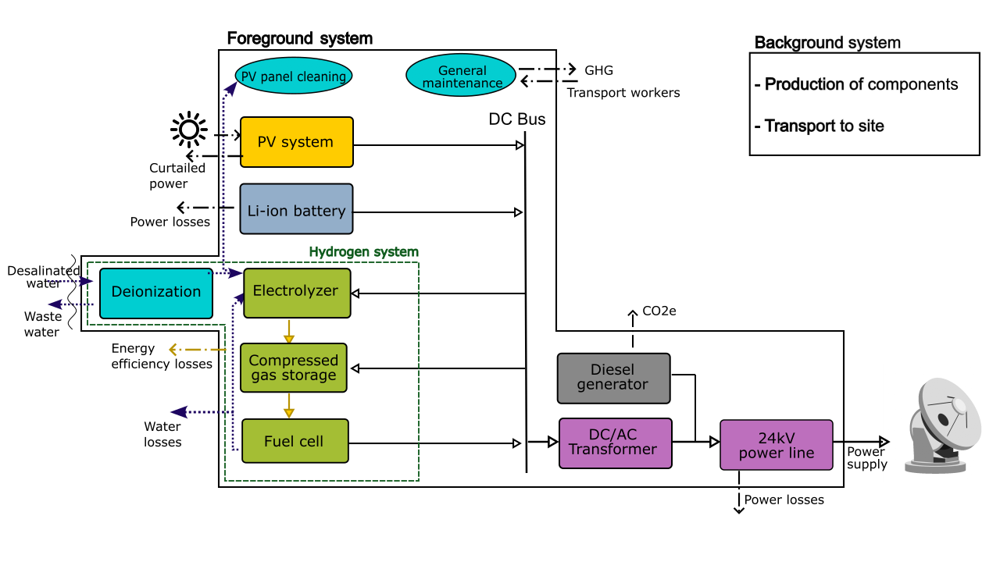 Foreground system
Background system
- Production of components
- Transport to site
PV panel cleaning
General
maintenance
GHG
Transport workers
DC Bus
PV system
Curtailed
power
Li-ion battery
Power losses
Hydrogen system
Desalinated
water
Deionization
Electrolyzer
Waste
water
CO2e
Energy
efficiency losses
Compressed
gas storage
Diesel
generator
Water
losses
Fuel cell
DC/AC
Transformer
24kV
power line
Power
supply
Power losses